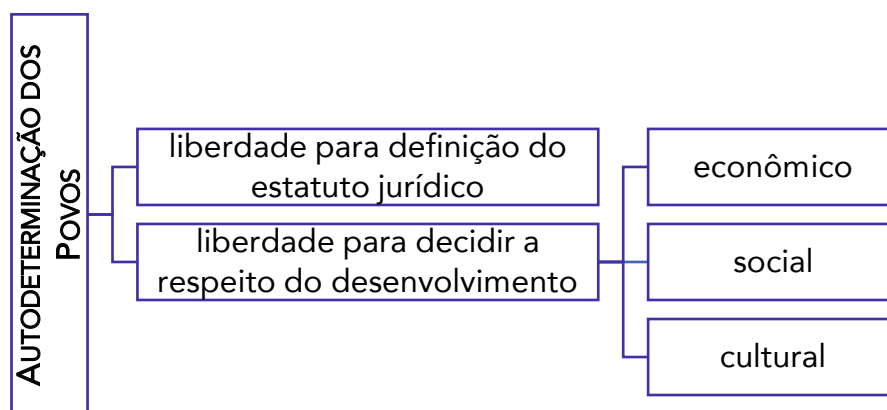 AUTODETERMINAÇÃO DOS
POVOS
liberdade para definição do
estatuto jurídico
liberdade para decidir a
respeito do desenvolvimento
econômico
social
cultural